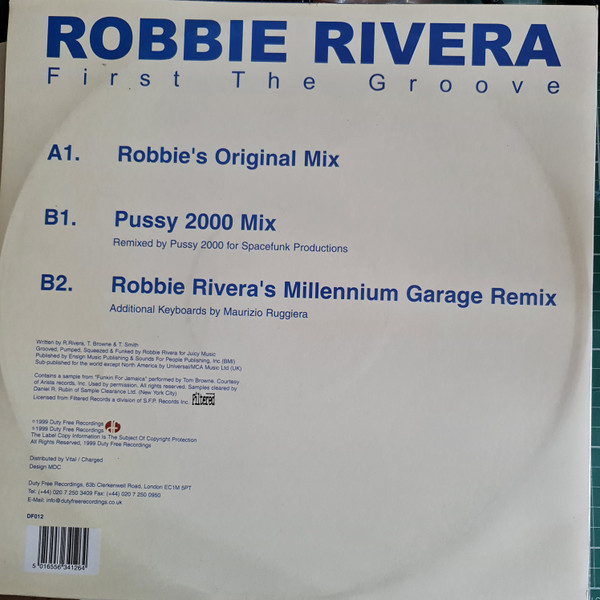 ROBBIE RIVERA
First The Groove
A1. Robbie's Original Mix
B1. Pussy 2000 Mix
Remixed by Pussy 2000 for Spacefunk Productions
B2. Robbie Rivera's Millennium Garage Remix
Additional Keyboards by Maurizio Ruggiera
Written by R.Rivera, T. Browne & T. Smith
Grooved, Pumped, Squeezed & Funked by Robbie Rivera for Juicy Music
Published by Ensign Music Publishing & Sounds For People Publishing, Inc (BMI)
Sub-published for the world except North America by Universal/MCA Music Ltd (UK)
Contains a sample from "Funkin For Jamaica" performed by Tom Browne. Courtesy
of Arista records, Inc. Used by permission. All rights reserved. Samples cleared by
Daniel R. Rubin of Sample Clearance Ltd. (New York City)
Licensed from Filtered Records a division of S.F.P. Records Inc. Filtered
℗1999 Duty Free Recordings
©1999 Duty Free Recordings
The Label Copy Information is The Subject Of Copyright Protection
All Rights Reserved, 1999 Duty Free Recordings
Distributed by Vital / Charged
Design MDC
Duty Free Recordings, 63b Clerkenwell Road, London EC1M 5PT
Tel: (+44) 020 7 250 3409 Fax: (+44) 020 7 250 0950
E-Mail: info@dutyfreerecordings.co.uk
DF012
5 016556 341264